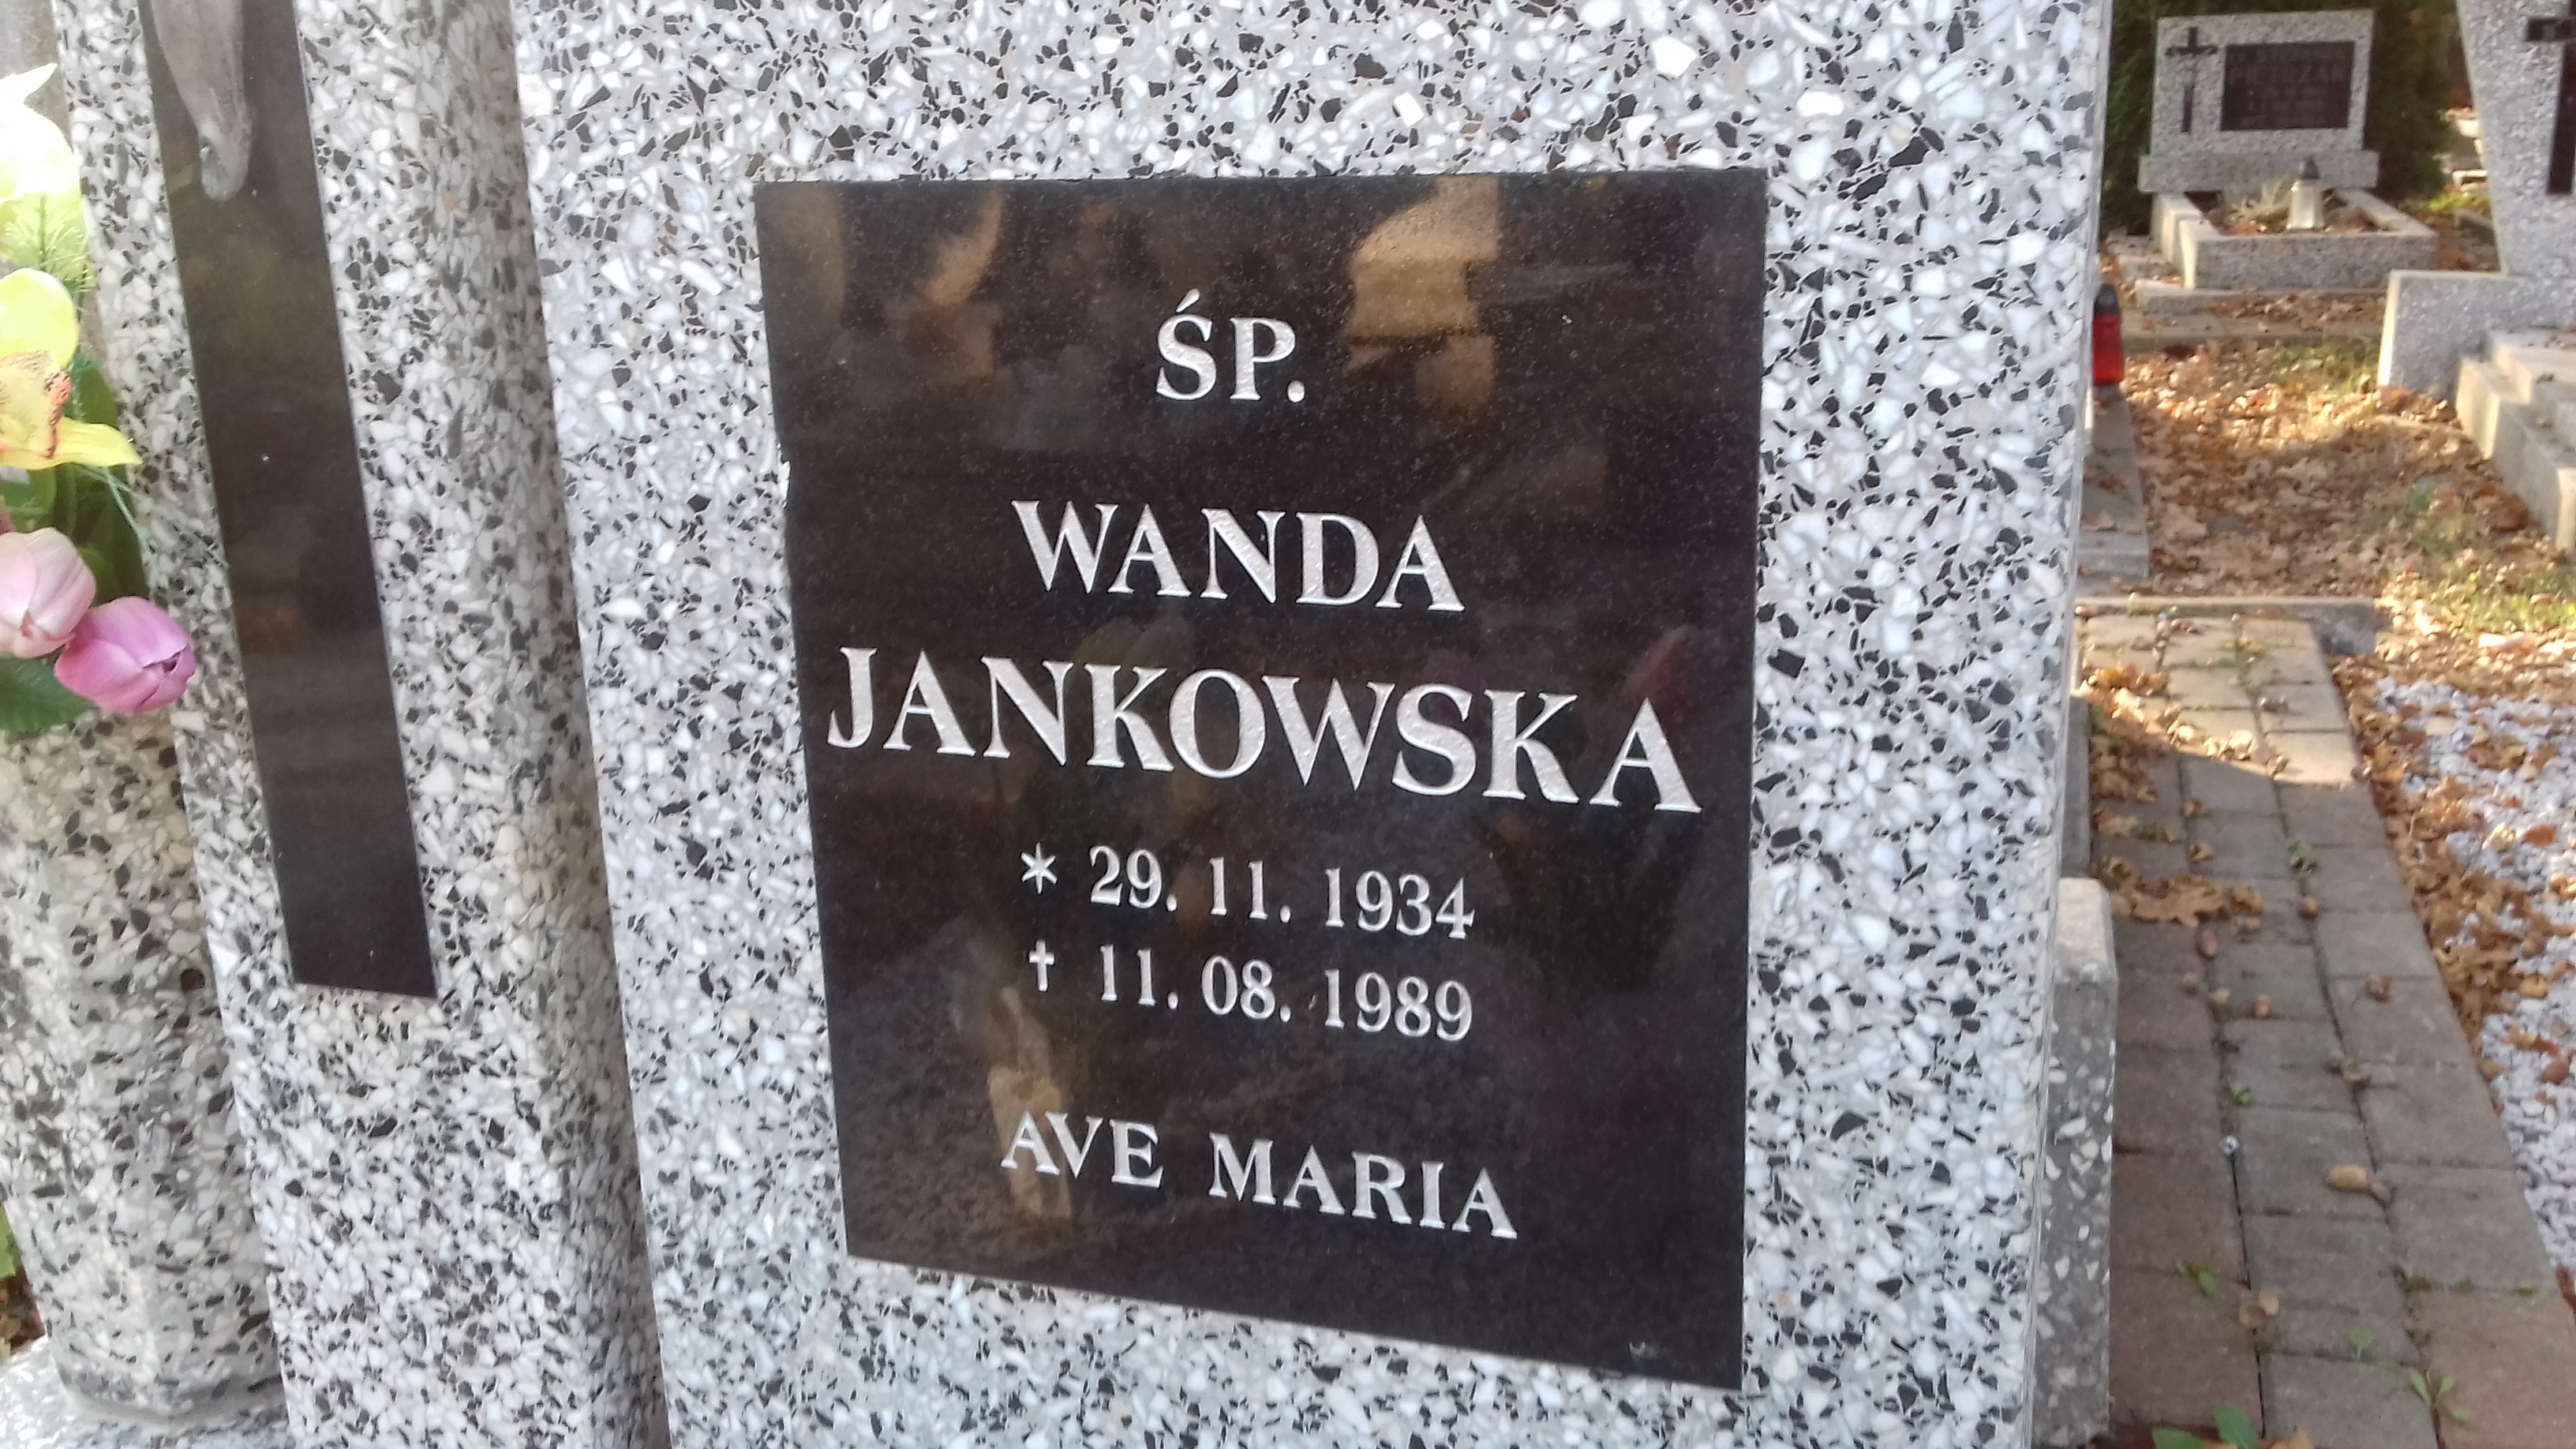 ŚP.
WANDA
JANKOWSKA
* 29. 11. 1934
† 11. 08. 1989
AVE MARIA